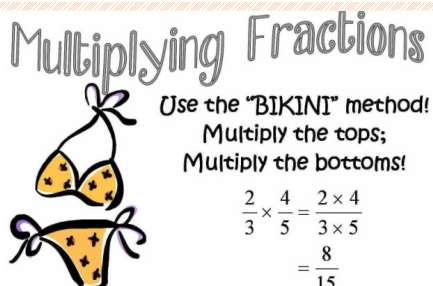 Multiplying Fractions
Use the "BIKINI" method!
Multiply the tops;
Multiply the bottoms!
2/3 × 4/5 = 2 × 4/3 × 5
= 8/15